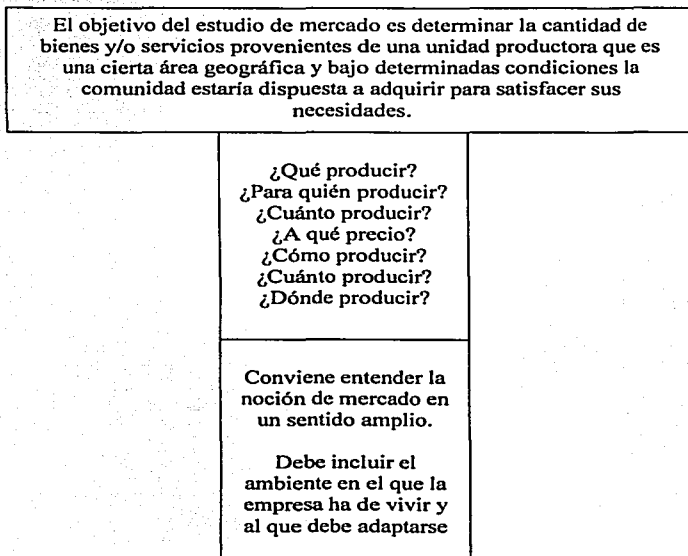 El objetivo del estudio de mercado es determinar la cantidad de
bienes y/o servicios provenientes de una unidad productora que es
una cierta área geográfica y bajo determinadas condiciones la
comunidad estaría dispuesta a adquirir para satisfacer sus
necesidades.
¿Qué producir?
¿Para quién producir?
¿Cuánto producir?
¿A qué precio?
¿Cómo producir?
¿Cuánto producir?
¿Dónde producir?
Conviene entender la
noción de mercado en
un sentido amplio.
Debe incluir el
ambiente en el que la
empresa ha de vivir y
al que debe adaptarse